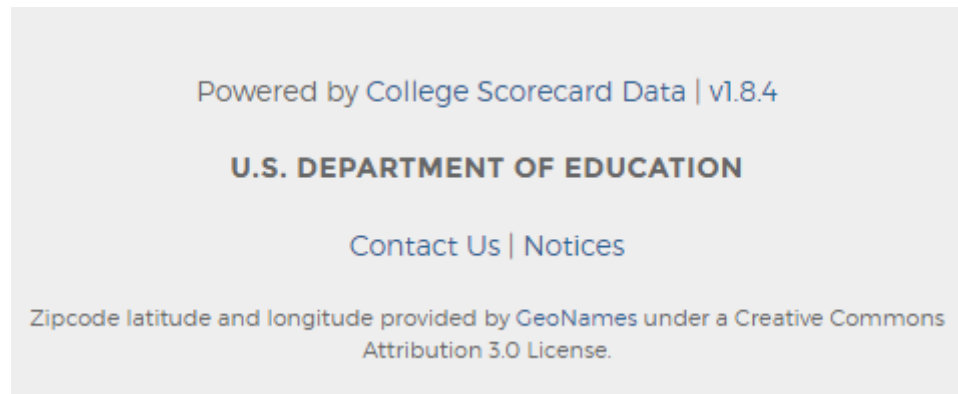 Powered by College Scorecard Data | v1.8.4
U.S. DEPARTMENT OF EDUCATION
Contact Us | Notices
Zipcode latitude and longitude provided by GeoNames under a Creative Commons
Attribution 3.0 License.